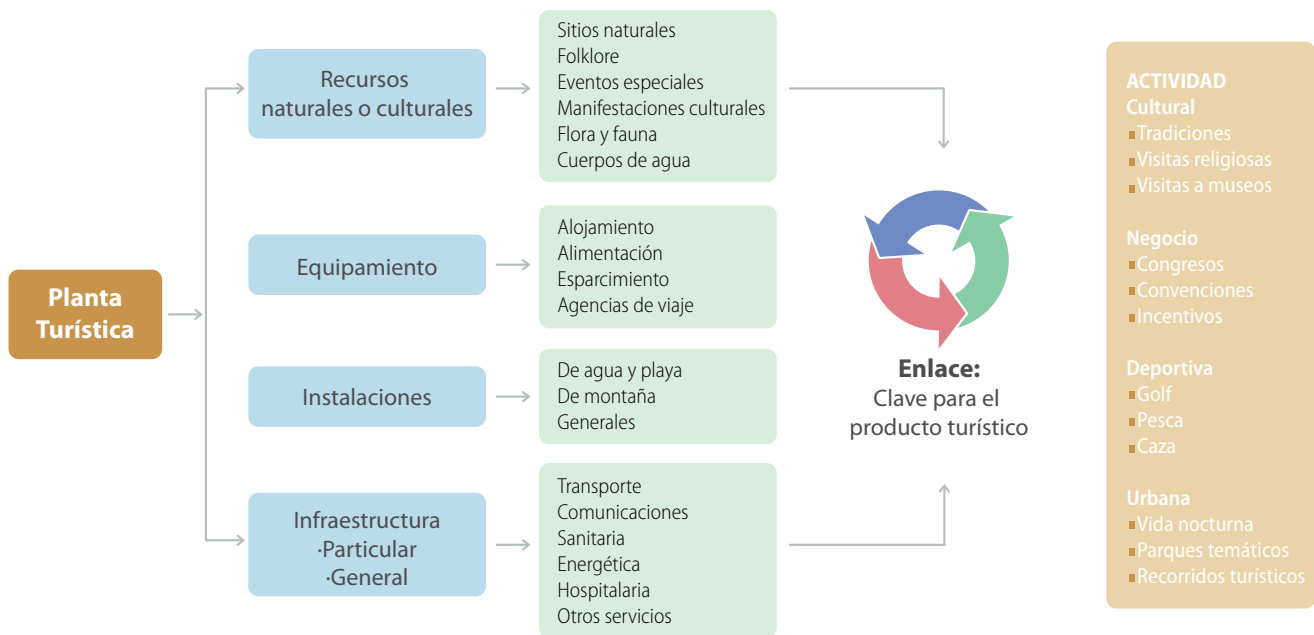 Planta
Turística
Recursos
naturales o culturales
Sitios naturales
Folklore
Eventos especiales
Manifestaciones culturales
Flora y fauna
Cuerpos de agua
Equipamiento
Alojamiento
Alimentación
Esparcimiento
Agencias de viaje
Instalaciones
De agua y playa
De montaña
Generales
Infraestructura
·Particular
·General
Transporte
Comunicaciones
Sanitaria
Energética
Hospitalaria
Otros servicios
Enlace:
Clave para el
producto turístico
ACTIVIDAD
Cultural
▪Tradiciones
▪Visitas religiosas
▪Visitas a museos
Negocio
▪Congresos
▪Convenciones
▪Incentivos
Deportiva
▪Golf
▪Pesca
▪Caza
Urbana
▪Vida nocturna
▪Parques temáticos
▪Recorridos turísticos